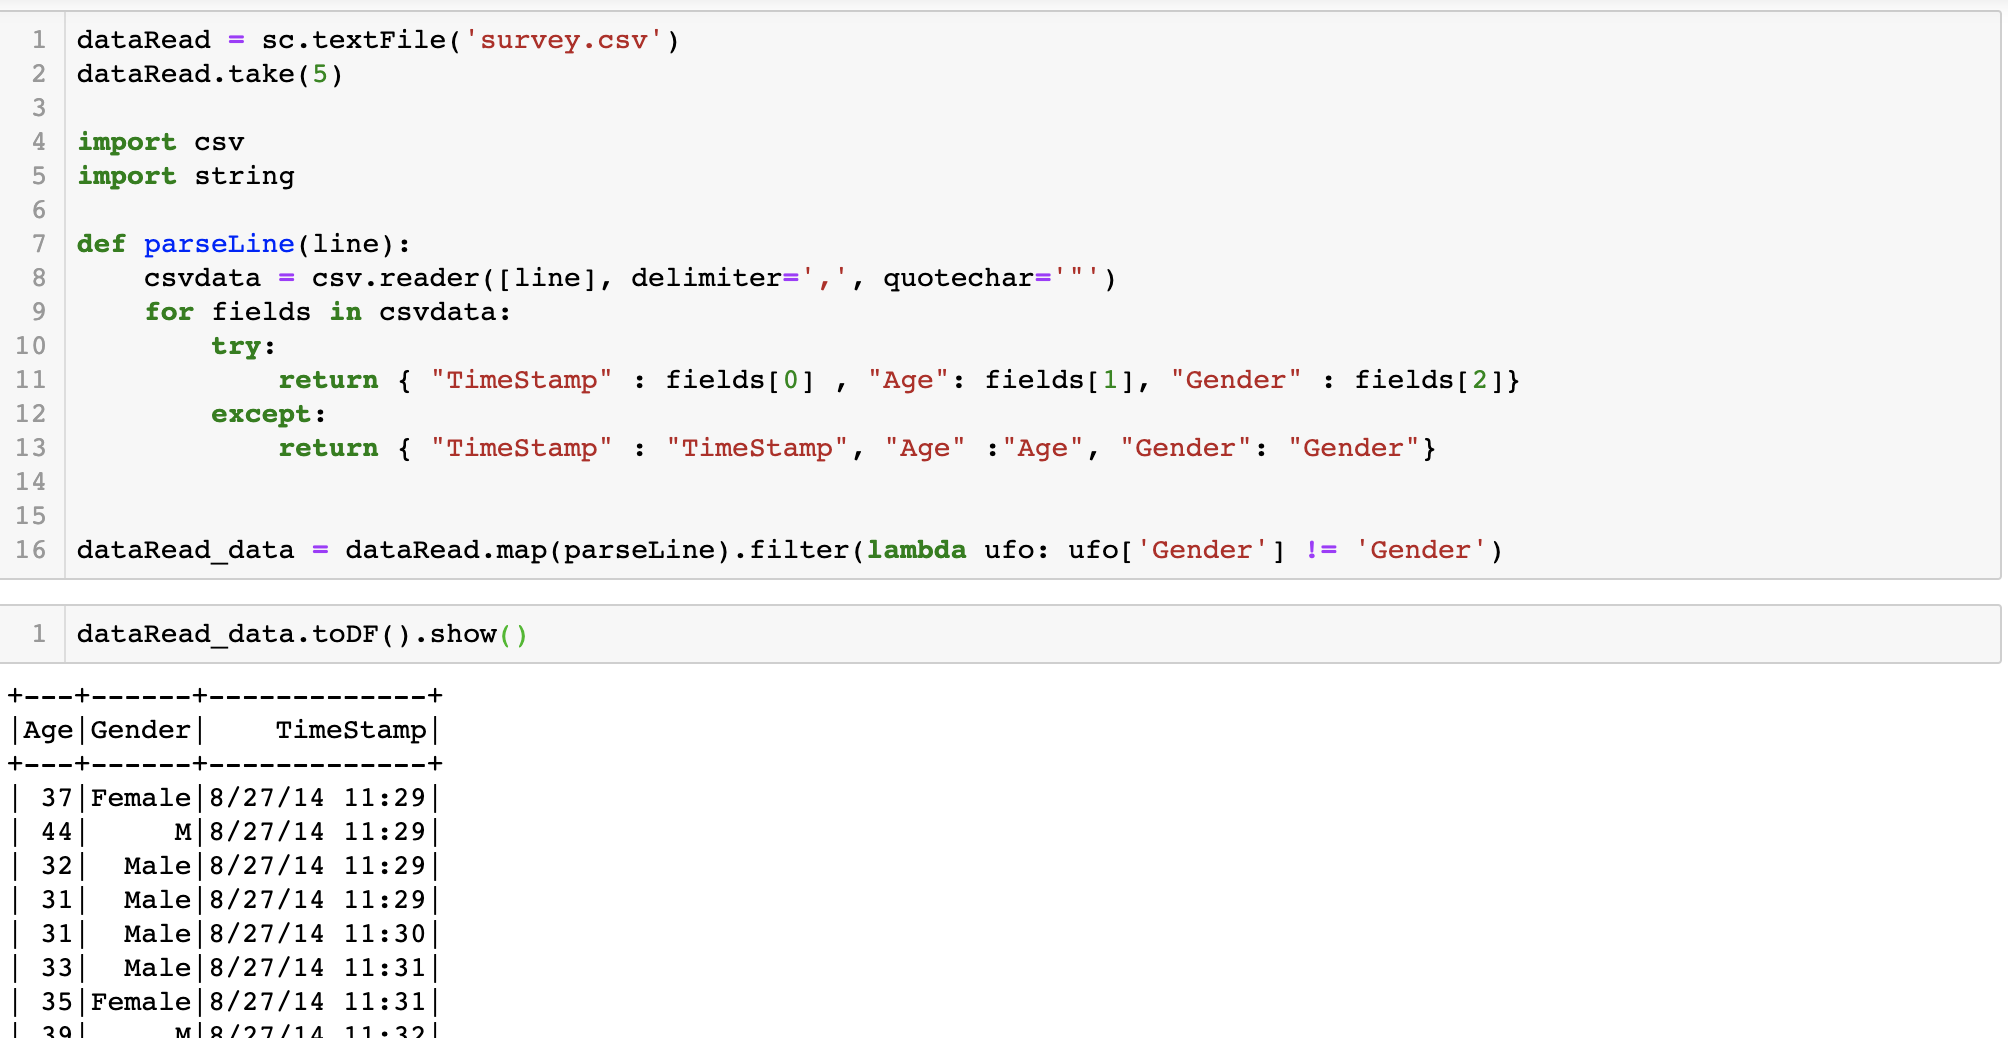 1 dataRead = sc.textFile('survey.csv')
2 dataRead.take(5)
3
4 import csv
5 import string
6
7 def parseLine(line):
8     csvdata = csv.reader([line], delimiter=',', quotechar='"')
9     for fields in csvdata:
10         try:
11             return { "TimeStamp" : fields[0] , "Age": fields[1], "Gender" : fields[2]}
12         except:
13             return { "TimeStamp" : "TimeStamp", "Age" :"Age", "Gender": "Gender"}
14
15
16 dataRead_data = dataRead.map(parseLine).filter(lambda ufo: ufo['Gender'] != 'Gender')
1 dataRead_data.toDF().show()
+---+------+-------------+
|Age|Gender|    TimeStamp|
+---+------+-------------+
| 37|Female|8/27/14 11:29|
| 44|     M|8/27/14 11:29|
| 32|  Male|8/27/14 11:29|
| 31|  Male|8/27/14 11:29|
| 31|  Male|8/27/14 11:30|
| 33|  Male|8/27/14 11:31|
| 35|Female|8/27/14 11:31|
| 39|     M|8/27/14 11:32|